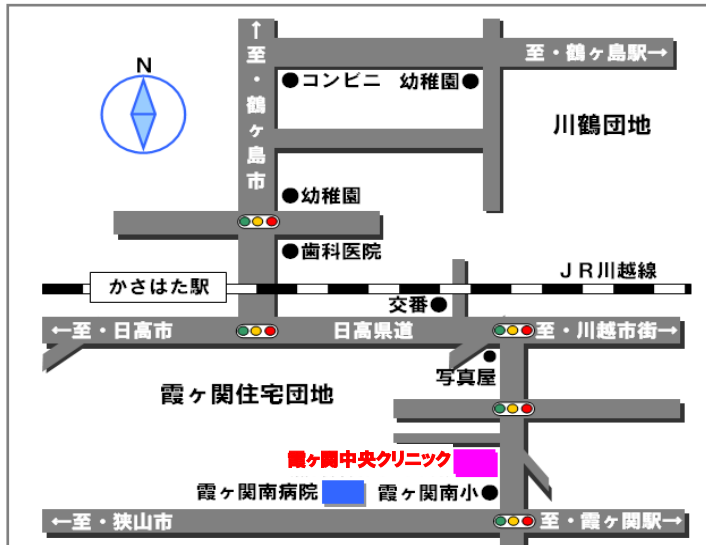 N
↑至・鶴ヶ島市
至・鶴ヶ島駅→
●コンビニ
幼稚園●
川鶴団地
●幼稚園
●歯科医院
JR川越線
かさはた駅
交番●
←至・日高市
日高県道
至・川越市街→
写真屋
霞ヶ関住宅団地
霞ヶ関中央クリニック
霞ヶ関南病院
霞ヶ関南小●
←至・狭山市
至・霞ヶ関駅→